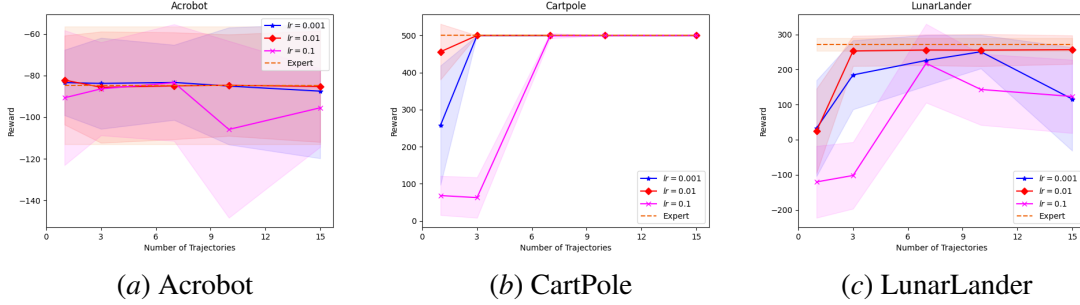 Acrobot
Reward
−60
−80
−100
−120
−140
0
3
6
9
12
15
Number of Trajectories
lr = 0.001
lr = 0.01
lr = 0.1
Expert
(a) Acrobot
Cartpole
Reward
500
400
300
200
100
0
0
3
6
9
12
15
Number of Trajectories
lr = 0.001
lr = 0.01
lr = 0.1
Expert
(b) CartPole
LunarLander
Reward
300
200
100
0
−100
−200
0
3
6
9
12
15
Number of Trajectories
lr = 0.001
lr = 0.01
lr = 0.1
Expert
(c) LunarLander